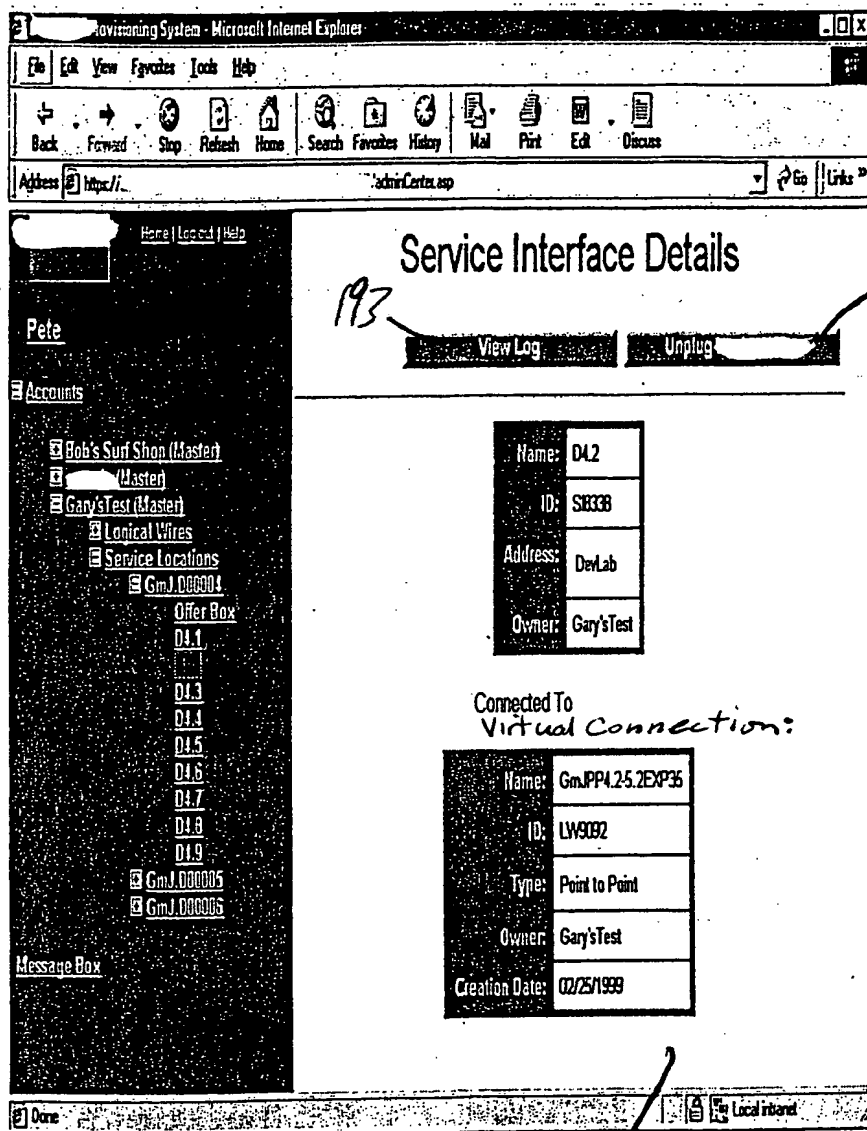 ovisioning System - Microsoft Internet Explorer
File Edit View Favorites Tools Help
Back Forward Stop Refresh Home Search Favorites History Mail Print Edit Discuss
Address https://i adminCenter.asp Go Links »
Home | Logout | Help
Service Interface Details
193
Pete
View Log Unplug
Accounts
Bob's Surf Shop (Master)
(Master)
Gary'sTest (Master)
Logical Wires
Service Locations
GmJ.D00004
Offer Box
D4.1
D4.3
D4.4
D4.5
D4.6
D4.7
D4.8
D4.9
GmJ.D00005
GmJ.D00006
Message Box
Name: D4.2
ID: SI8338
Address: DevLab
Owner: Gary'sTest
Connected To
Virtual Connection:
Name: GmJPP4.2-5.2EXP36
ID: LW9092
Type: Point to Point
Owner: Gary'sTest
Creation Date: 02/25/1999
Done Local intranet